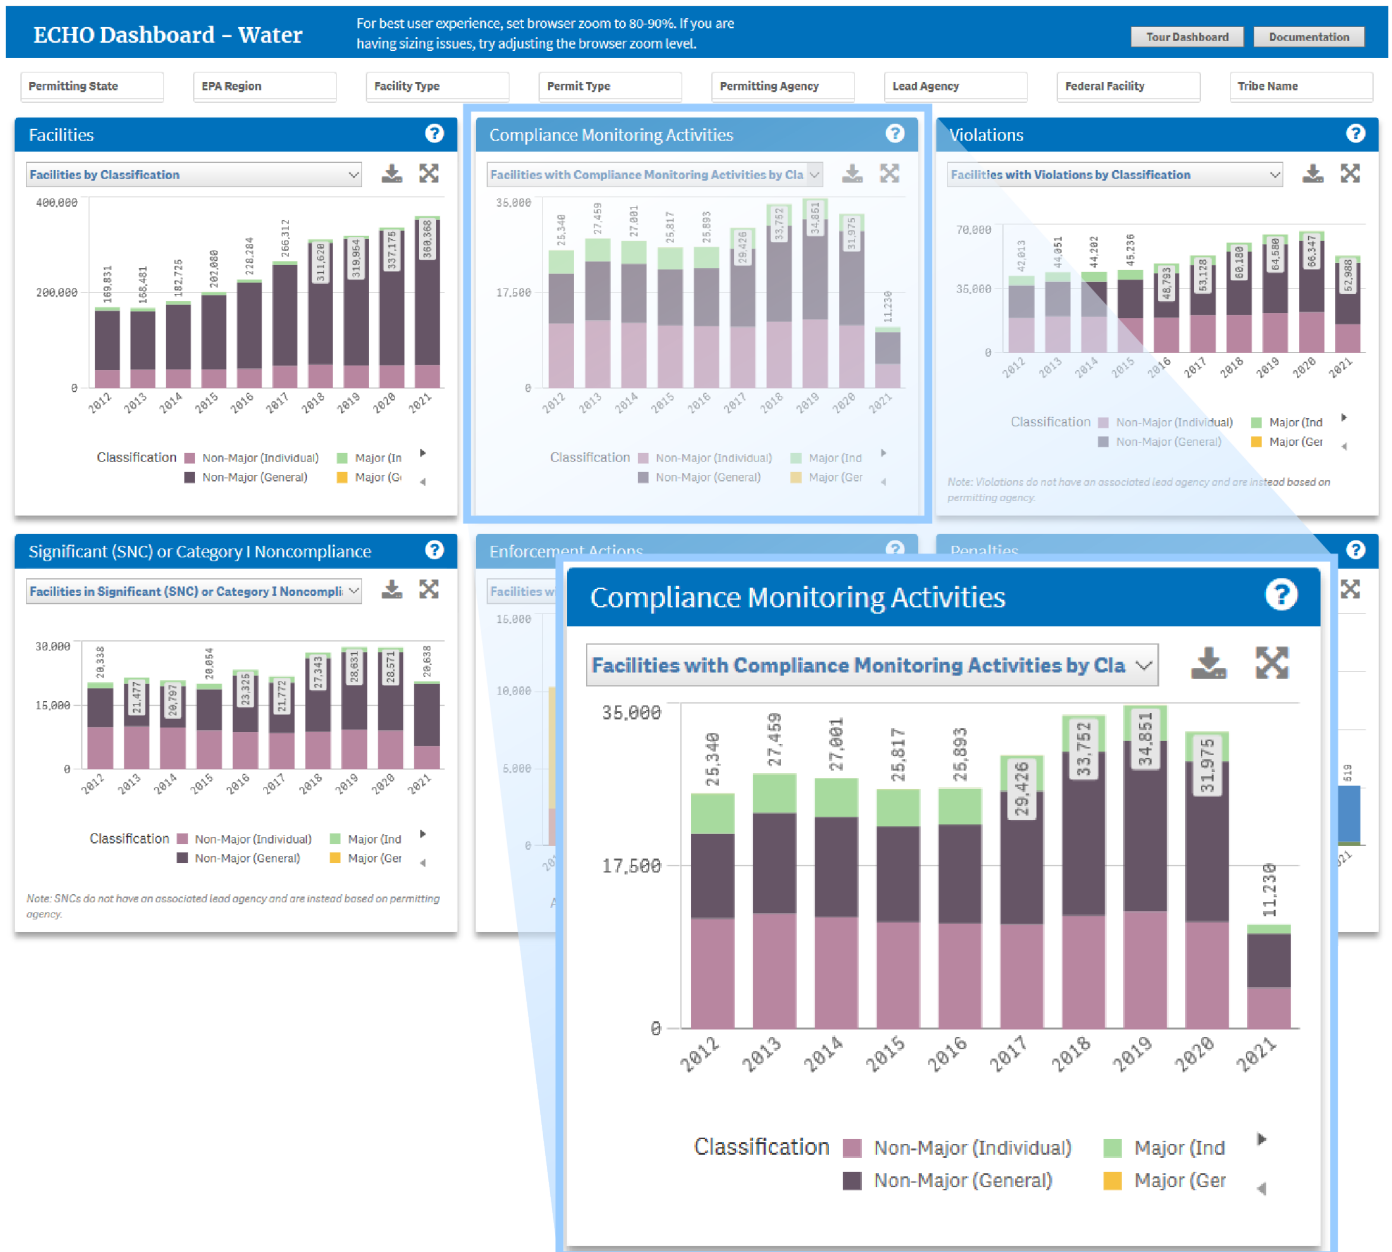 ECHO Dashboard - Water
For best user experience, set browser zoom to 80-90%. If you are
having sizing issues, try adjusting the browser zoom level.
Tour Dashboard
Documentation
Permitting State
EPA Region
Facility Type
Permit Type
Permitting Agency
Lead Agency
Federal Facility
Tribe Name
Facilities
?
Facilities by Classification
400,000
200,000
0
169,831
168,481
182,725
202,080
228,284
266,312
311,620
319,954
337,175
360,368
2012
2013
2014
2015
2016
2017
2018
2019
2020
2021
Classification
Non-Major (Individual)
Major (In
Non-Major (General)
Major (G
Compliance Monitoring Activities
?
Facilities with Compliance Monitoring Activities by Cla
35,000
17,500
0
25,340
27,459
27,001
25,817
25,893
29,426
33,752
34,851
31,975
11,230
2012
2013
2014
2015
2016
2017
2018
2019
2020
2021
Classification
Non-Major (Individual)
Major (Ind
Non-Major (General)
Major (Ger
Violations
?
Facilities with Violations by Classification
70,000
35,000
0
42,013
44,051
44,202
45,236
48,793
53,128
60,180
64,580
66,347
52,988
2012
2013
2014
2015
2016
2017
2018
2019
2020
2021
Classification
Non-Major (Individual)
Major (Ind
Non-Major (General)
Major (Ger
Note: Violations do not have an associated lead agency and are instead based on
permitting agency.
Significant (SNC) or Category I Noncompliance
?
Facilities in Significant (SNC) or Category I Noncompli
30,000
15,000
0
20,338
21,477
20,797
20,054
23,325
21,772
27,343
28,631
28,571
20,638
2012
2013
2014
2015
2016
2017
2018
2019
2020
2021
Classification
Non-Major (Individual)
Major (Ind
Non-Major (General)
Major (Ger
Note: SNCs do not have an associated lead agency and are instead based on permitting
agency.
Enforcement Actions
?
Facilities w
15,000
10,000
5,000
0
Penalties
?
519
Compliance Monitoring Activities
?
Facilities with Compliance Monitoring Activities by Cla
35,000
17,500
0
25,340
27,459
27,001
25,817
25,893
29,426
33,752
34,851
31,975
11,230
2012
2013
2014
2015
2016
2017
2018
2019
2020
2021
Classification
Non-Major (Individual)
Major (Ind
Non-Major (General)
Major (Ger